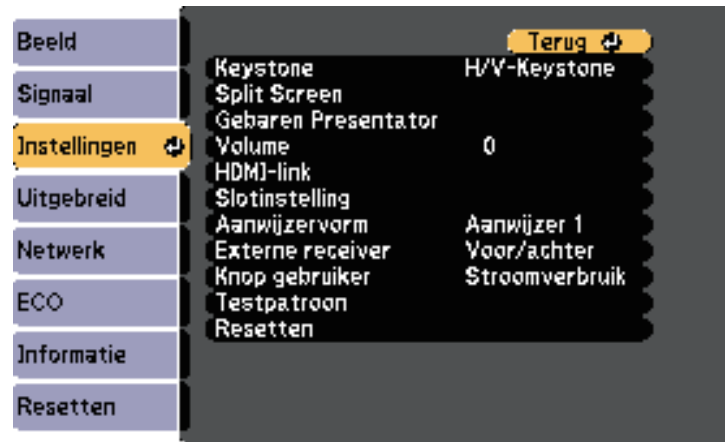 Beeld
Signaal
Instellingen
Uitgebreid
Netwerk
ECO
Informatie
Resetten
Terug
Keystone H/V-Keystone
Split Screen
Gebaren Presentator
Volume 0
HDMI-link
Slotinstelling
Aanwijzervorm Aanwijzer 1
Externe receiver Voor/achter
Knop gebruiker Stroomverbruik
Testpatroon
Resetten